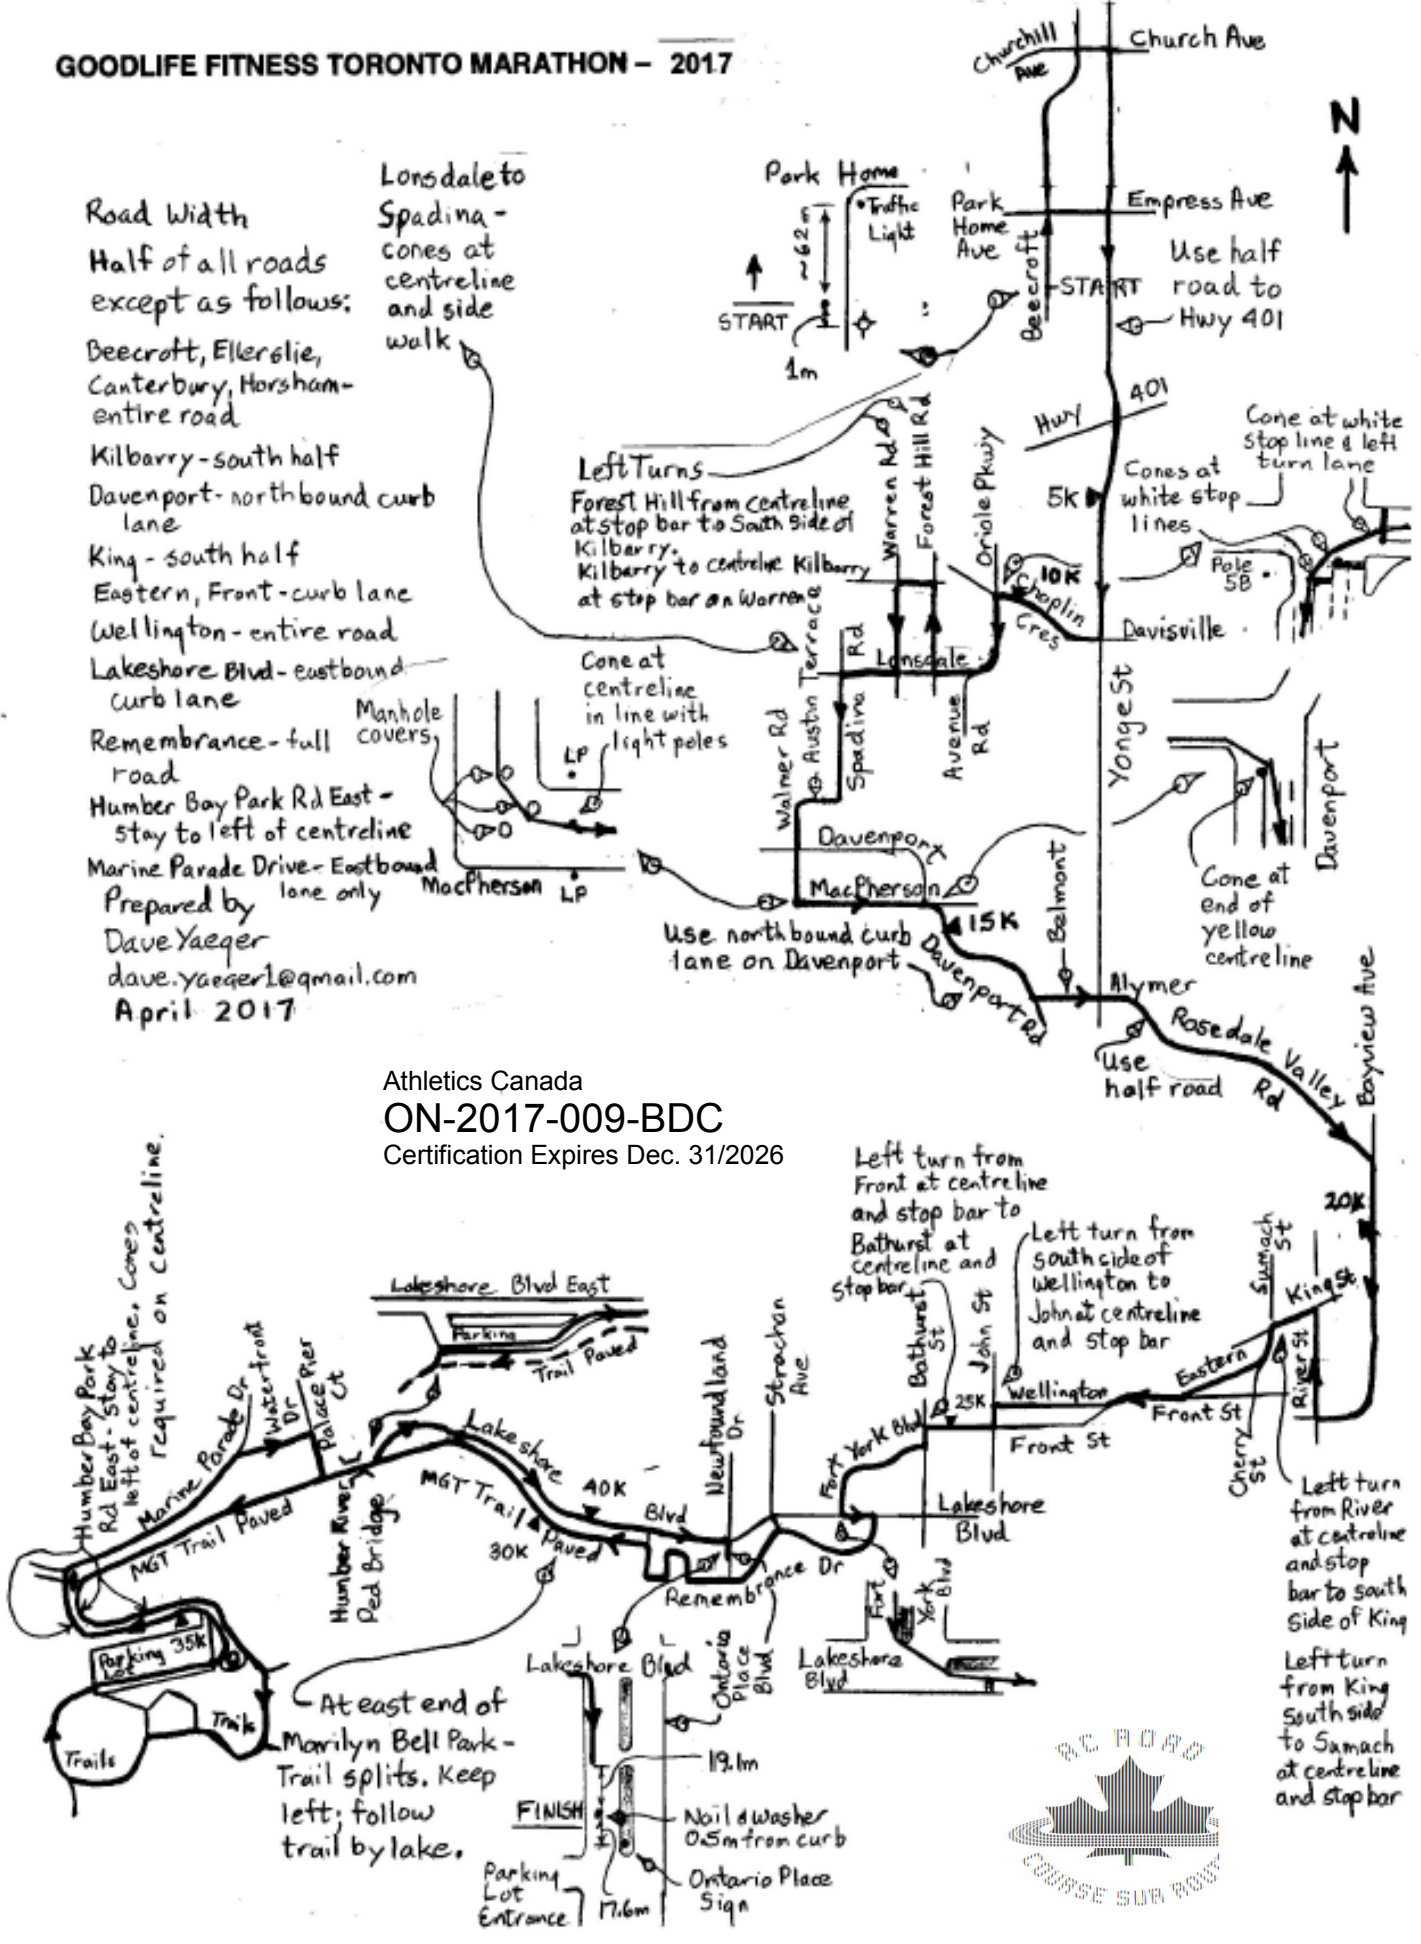 GOODLIFE FITNESS TORONTO MARATHON – 2017
Churchill
Ave
Church Ave
N
Road Width
Half of all roads
except as follows:
Beecroft, Ellerslie,
Canterbury, Horsham-
entire road
Kilbarry - south half
Davenport - northbound curb
lane
King - south half
Eastern, Front - curb lane
Wellington - entire road
Lakeshore Blvd - eastbound
curb lane
Remembrance - full
road
Humber Bay Park Rd East -
stay to left of centreline
Marine Parade Drive - Eastbound
lane only
Prepared by
Dave Yaeger
dave.yaeger1@gmail.com
April 2017
Lonsdale to
Spadina -
cones at
centreline
and side
walk
Park Home
Traffic
Light
~62m
START
1m
Park
Home
Ave
Empress Ave
Beecroft
START
Use half
road to
Hwy 401
Hwy
401
5K
Cone at white
stop line & left
turn lane
Cones at
white stop
lines
Pole
58
Left Turns
Forest Hill from centreline
at stop bar to South Side of
Kilbarry.
Kilbarry to centreline Kilbarry
at stop bar on Warren
Warren Rd
Forest Hill Rd
Oriole Pkwy
10K
Chaplin
Cres
Davisville
Lonsdale
Avenue
Rd
Yonge St
Austin Terrace
Spadina
Rd
Walmer Rd
Manhole
covers
Cone at
centreline
in line with
light poles
LP
LP
MacPherson
Davenport
MacPherson
15K
Use northbound curb
lane on Davenport
Davenport Rd
Belmont
Davenport
Cone at
end of
yellow
centreline
Alymer
Rosedale Valley
Rd
Use
half road
Bayview Ave
Athletics Canada
ON-2017-009-BDC
Certification Expires Dec. 31/2026
Left turn from
Front at centreline
and stop bar to
Bathurst at
centreline and
stop bar
Left turn from
south side of
Wellington to
John at centreline
and stop bar
20K
Sumach
St
King St
River St
Eastern
Front St
Cherry
St
Wellington
John St
Bathurst
St
25K
Front St
Fort York Blvd
Lakeshore
Blvd
Left turn
from River
at centreline
and stop
bar to south
side of King
Left turn
from King
South side
to Sumach
at centreline
and stop bar
Humber Bay Park
Rd East - Stay to
left of centreline. Cones
required on centreline.
Lakeshore Blvd East
Parking
Trail Paved
Marine Parade Dr
Waterfront
Dr
Palace Pier
Ct
MGT Trail Paved
Humber River
Ped Bridge
Lakeshore
Blvd
MGT Trail
Paved
40K
30K
Newfoundland
Dr
Strachan
Ave
Remembrance Dr
Parking
Lot
35K
Trails
Trails
At east end of
Marilyn Bell Park -
Trail splits. Keep
left; follow
trail by lake.
Lakeshore Blvd
Ontario
Place
Blvd
19.1m
FINISH
Nail & washer
0.5m from curb
Ontario Place
Sign
17.6m
Parking
Lot
Entrance
Fort
York
Blvd
Lakeshore
Blvd